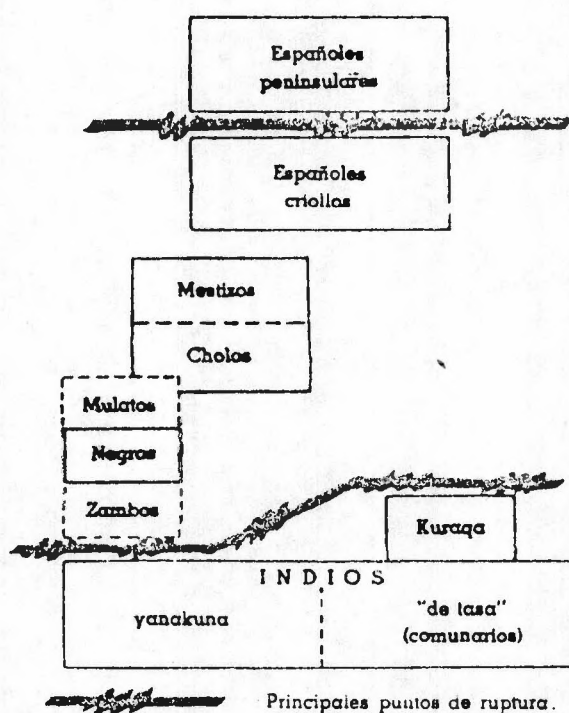 Españoles
peninsulares
Españoles
criollos
Mestizos
Cholos
Mulatos
Negros
Zambos
Kuraqa
INDIOS
yanakuna
"de tasa"
(comunarios)
Principales puntos de ruptura.